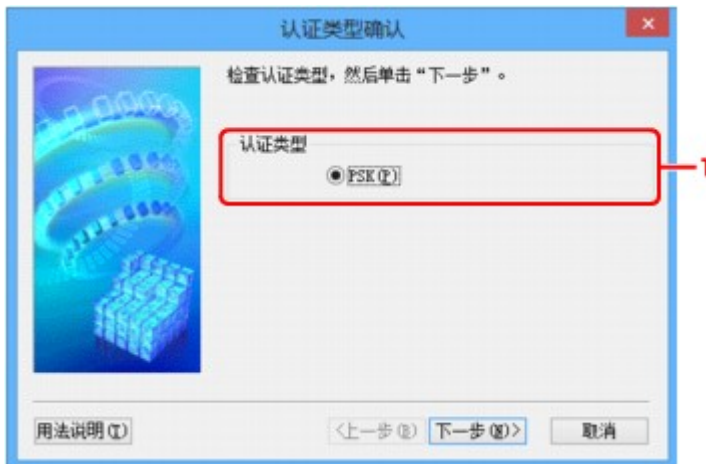 认证类型确认
检查认证类型，然后单击“下一步”。
认证类型
PSK(P)
1
用法说明(I)
<上一步(B)
下一步(N)>
取消